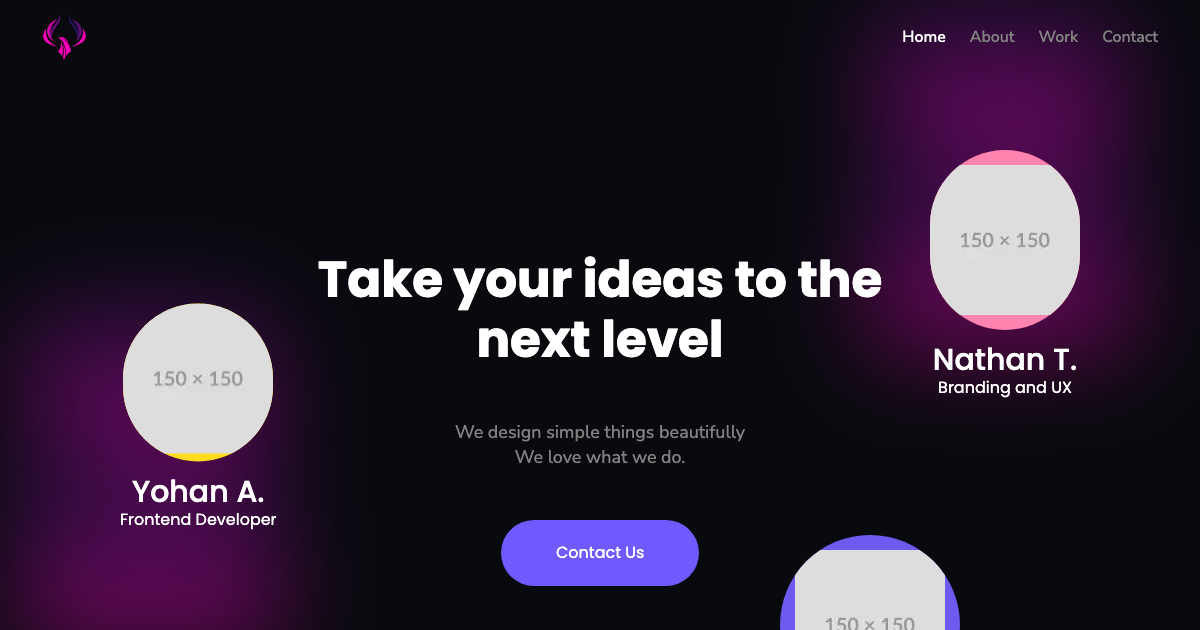 Home About Work Contact
150 × 150
Take your ideas to the
next level
150 × 150
Nathan T.
Branding and UX
We design simple things beautifully
We love what we do.
Yohan A.
Frontend Developer
Contact Us
150 × 150